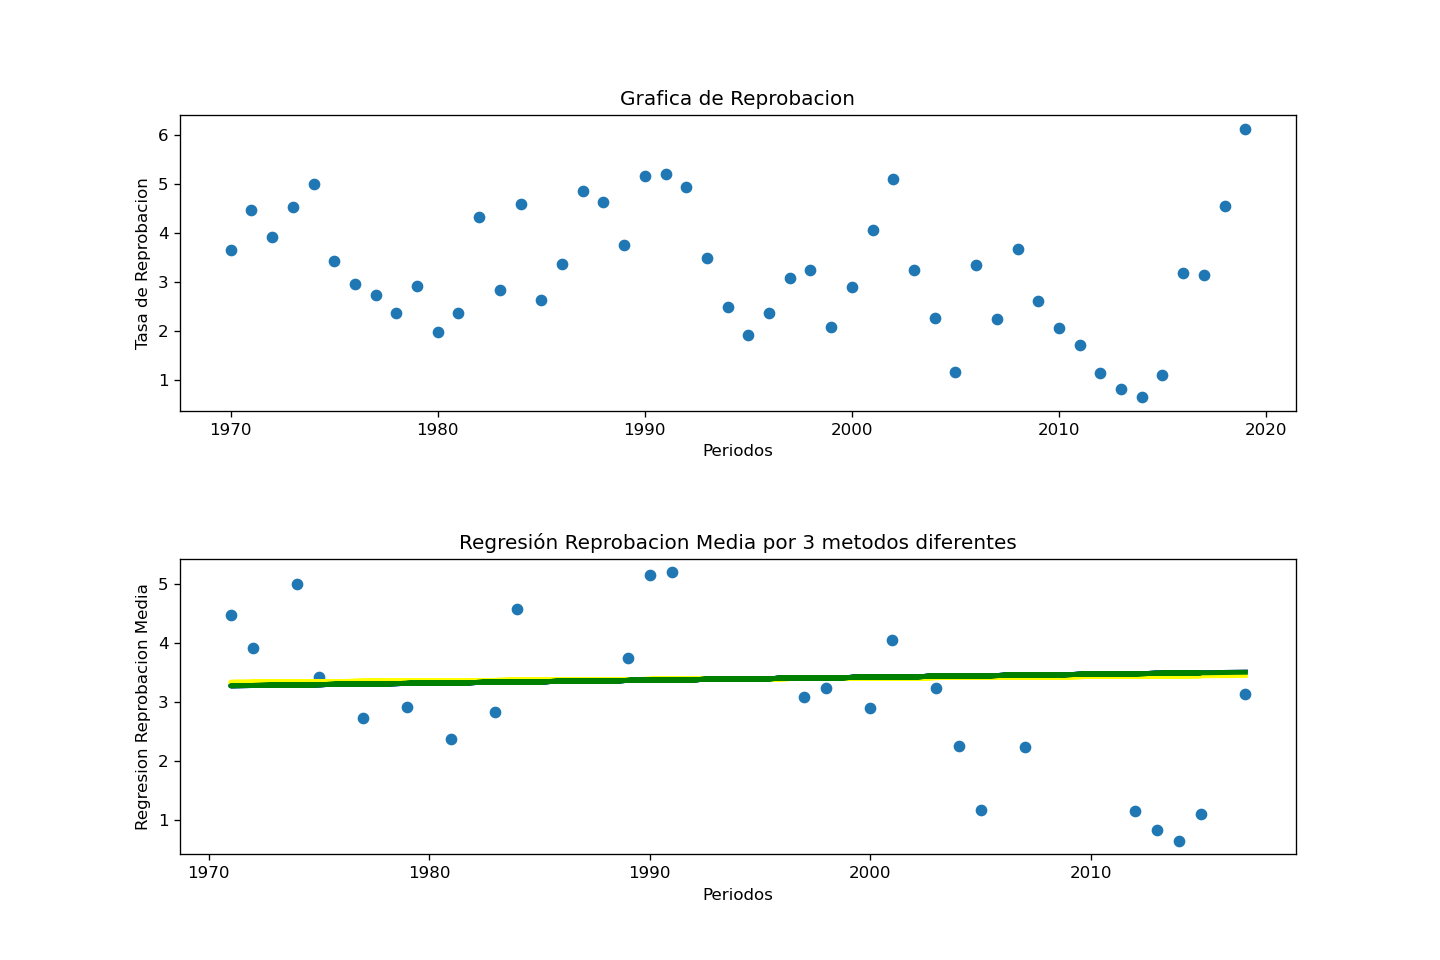 Grafica de Reprobacion
Tasa de Reprobacion
6
5
4
3
2
1
1970 1980 1990 2000 2010 2020
Periodos
Regresión Reprobacion Media por 3 metodos diferentes
Regresion Reprobacion Media
5
4
3
2
1
1970 1980 1990 2000 2010
Periodos